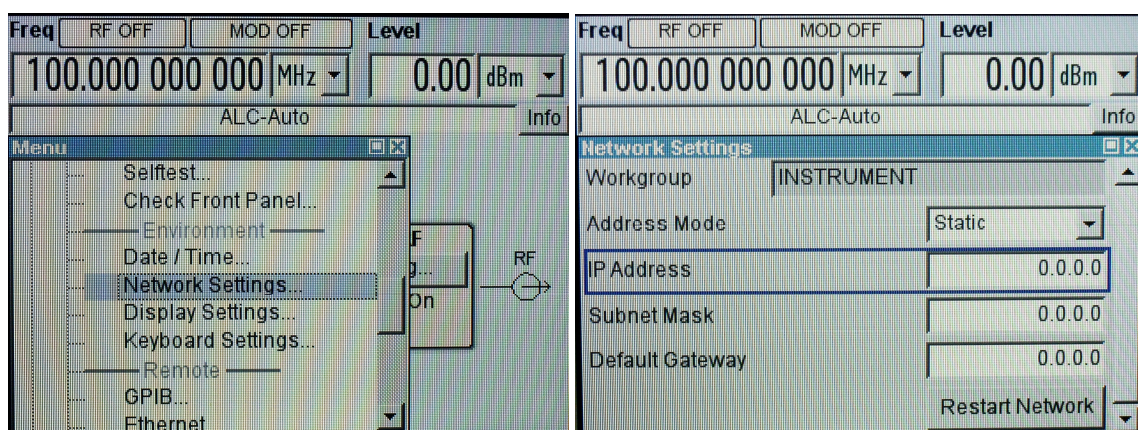 Freq RF OFF MOD OFF Level
100.000 000 000 MHz 0.00 dBm
ALC-Auto Info
Menu
Selftest...
Check Front Panel...
Environment
Date / Time...
Network Settings...
Display Settings...
Keyboard Settings...
Remote
GPIB...
Ethernet
g...
On
RF
Freq RF OFF MOD OFF Level
100.000 000 000 MHz 0.00 dBm
ALC-Auto Info
Network Settings
Workgroup INSTRUMENT
Address Mode Static
IP Address 0.0.0.0
Subnet Mask 0.0.0.0
Default Gateway 0.0.0.0
Restart Network